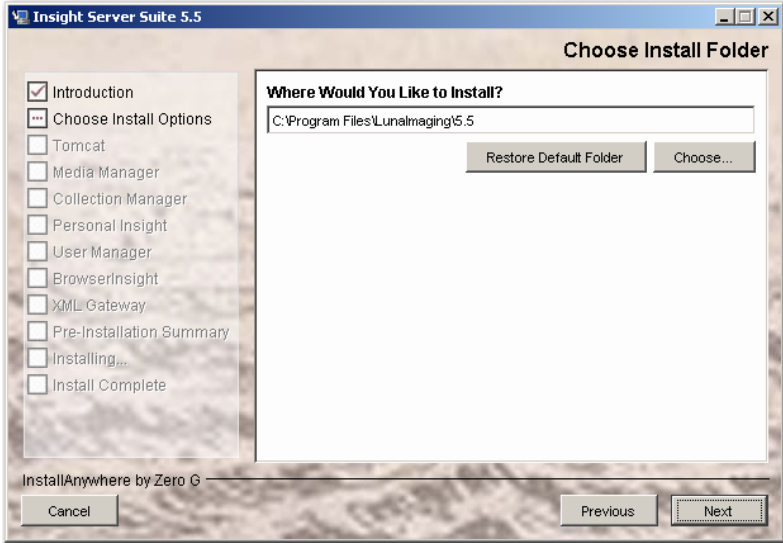 Insight Server Suite 5.5
Choose Install Folder
Introduction
Choose Install Options
Tomcat
Media Manager
Collection Manager
Personal Insight
User Manager
BrowserInsight
XML Gateway
Pre-Installation Summary
Installing...
Install Complete
Where Would You Like to Install?
C:\Program Files\LunaImaging\5.5
Restore Default Folder
Choose...
InstallAnywhere by Zero G
Cancel
Previous
Next